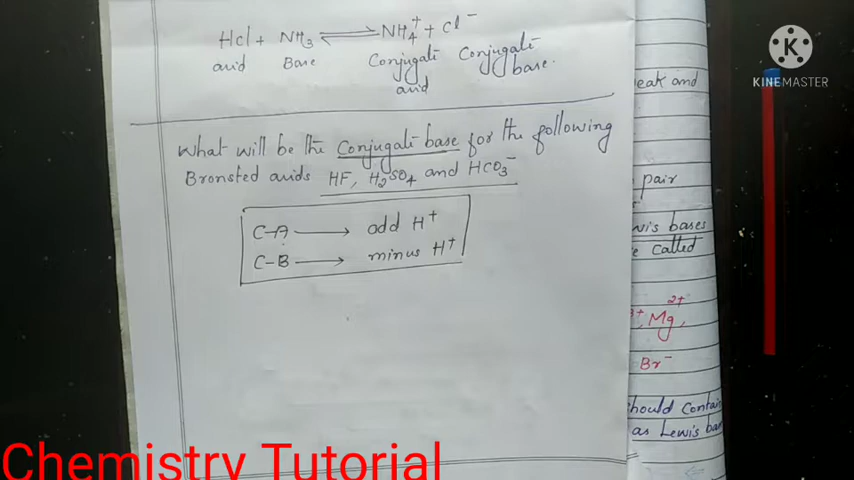 HCl + NH3 ⇌ NH4+ + Cl-
acid Base Conjugate Conjugate
acid base.
What will be the Conjugate base for the following
Bronsted acids HF, H2SO4 and HCO3-
C-A → add H+
C-B → minus H+
eak and
pair
wis bases
e called
3+, Mg2+,
Br-
should contain
as Lewis bas
KINEMASTER
Chemistry Tutorial